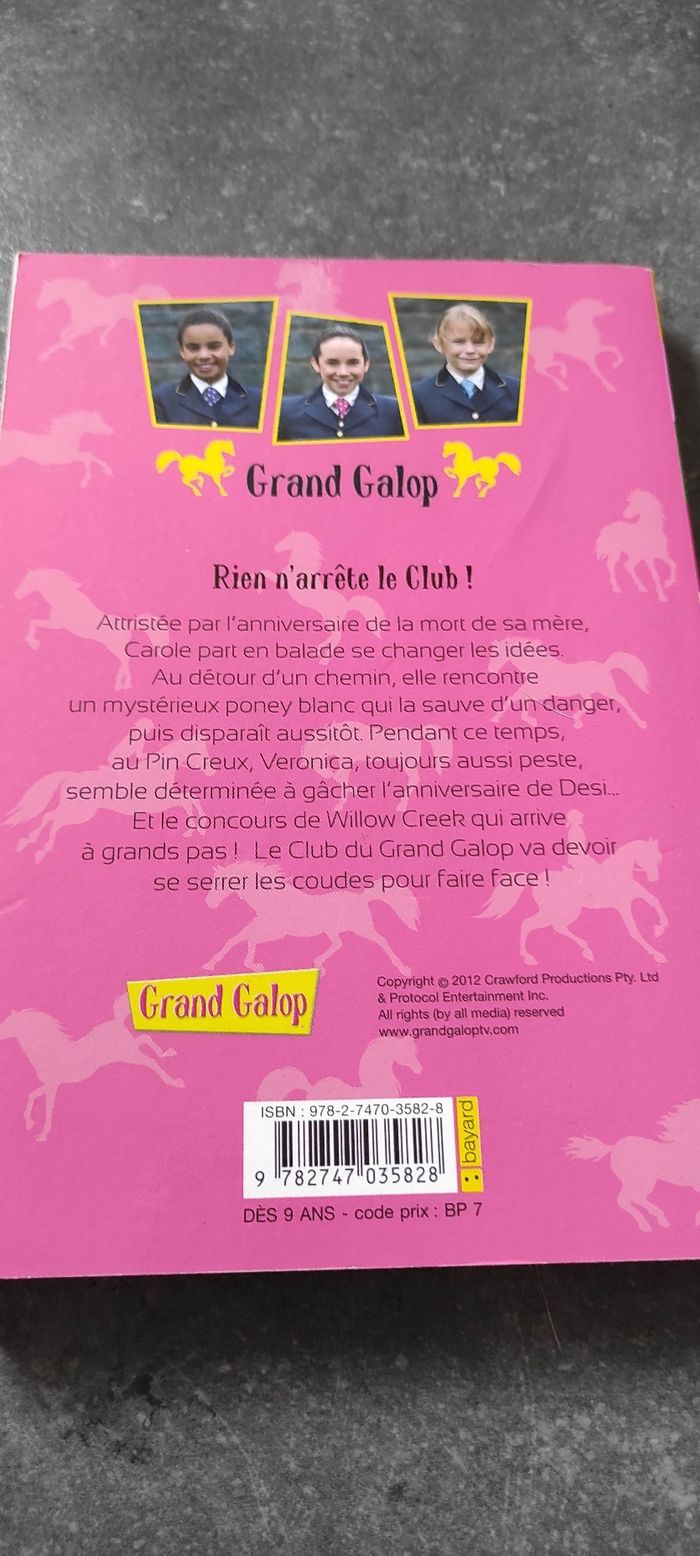 Grand Galop
Rien n'arrête le Club !
Attristée par l'anniversaire de la mort de sa mère,
Carole part en balade se changer les idées.
Au détour d'un chemin, elle rencontre
un mystérieux poney blanc qui la sauve d'un danger,
puis disparaît aussitôt. Pendant ce temps,
au Pin Creux, Veronica, toujours aussi peste,
semble déterminée à gâcher l'anniversaire de Desi...
Et le concours de Willow Creek qui arrive
à grands pas ! Le Club du Grand Galop va devoir
se serrer les coudes pour faire face !
Grand Galop
Copyright © 2012 Crawford Productions Pty. Ltd
& Protocol Entertainment Inc.
All rights (by all media) reserved
www.grandgaloptv.com
ISBN : 978-2-7470-3582-8
bayard
9 782747 035828
DÈS 9 ANS - code prix : BP 7